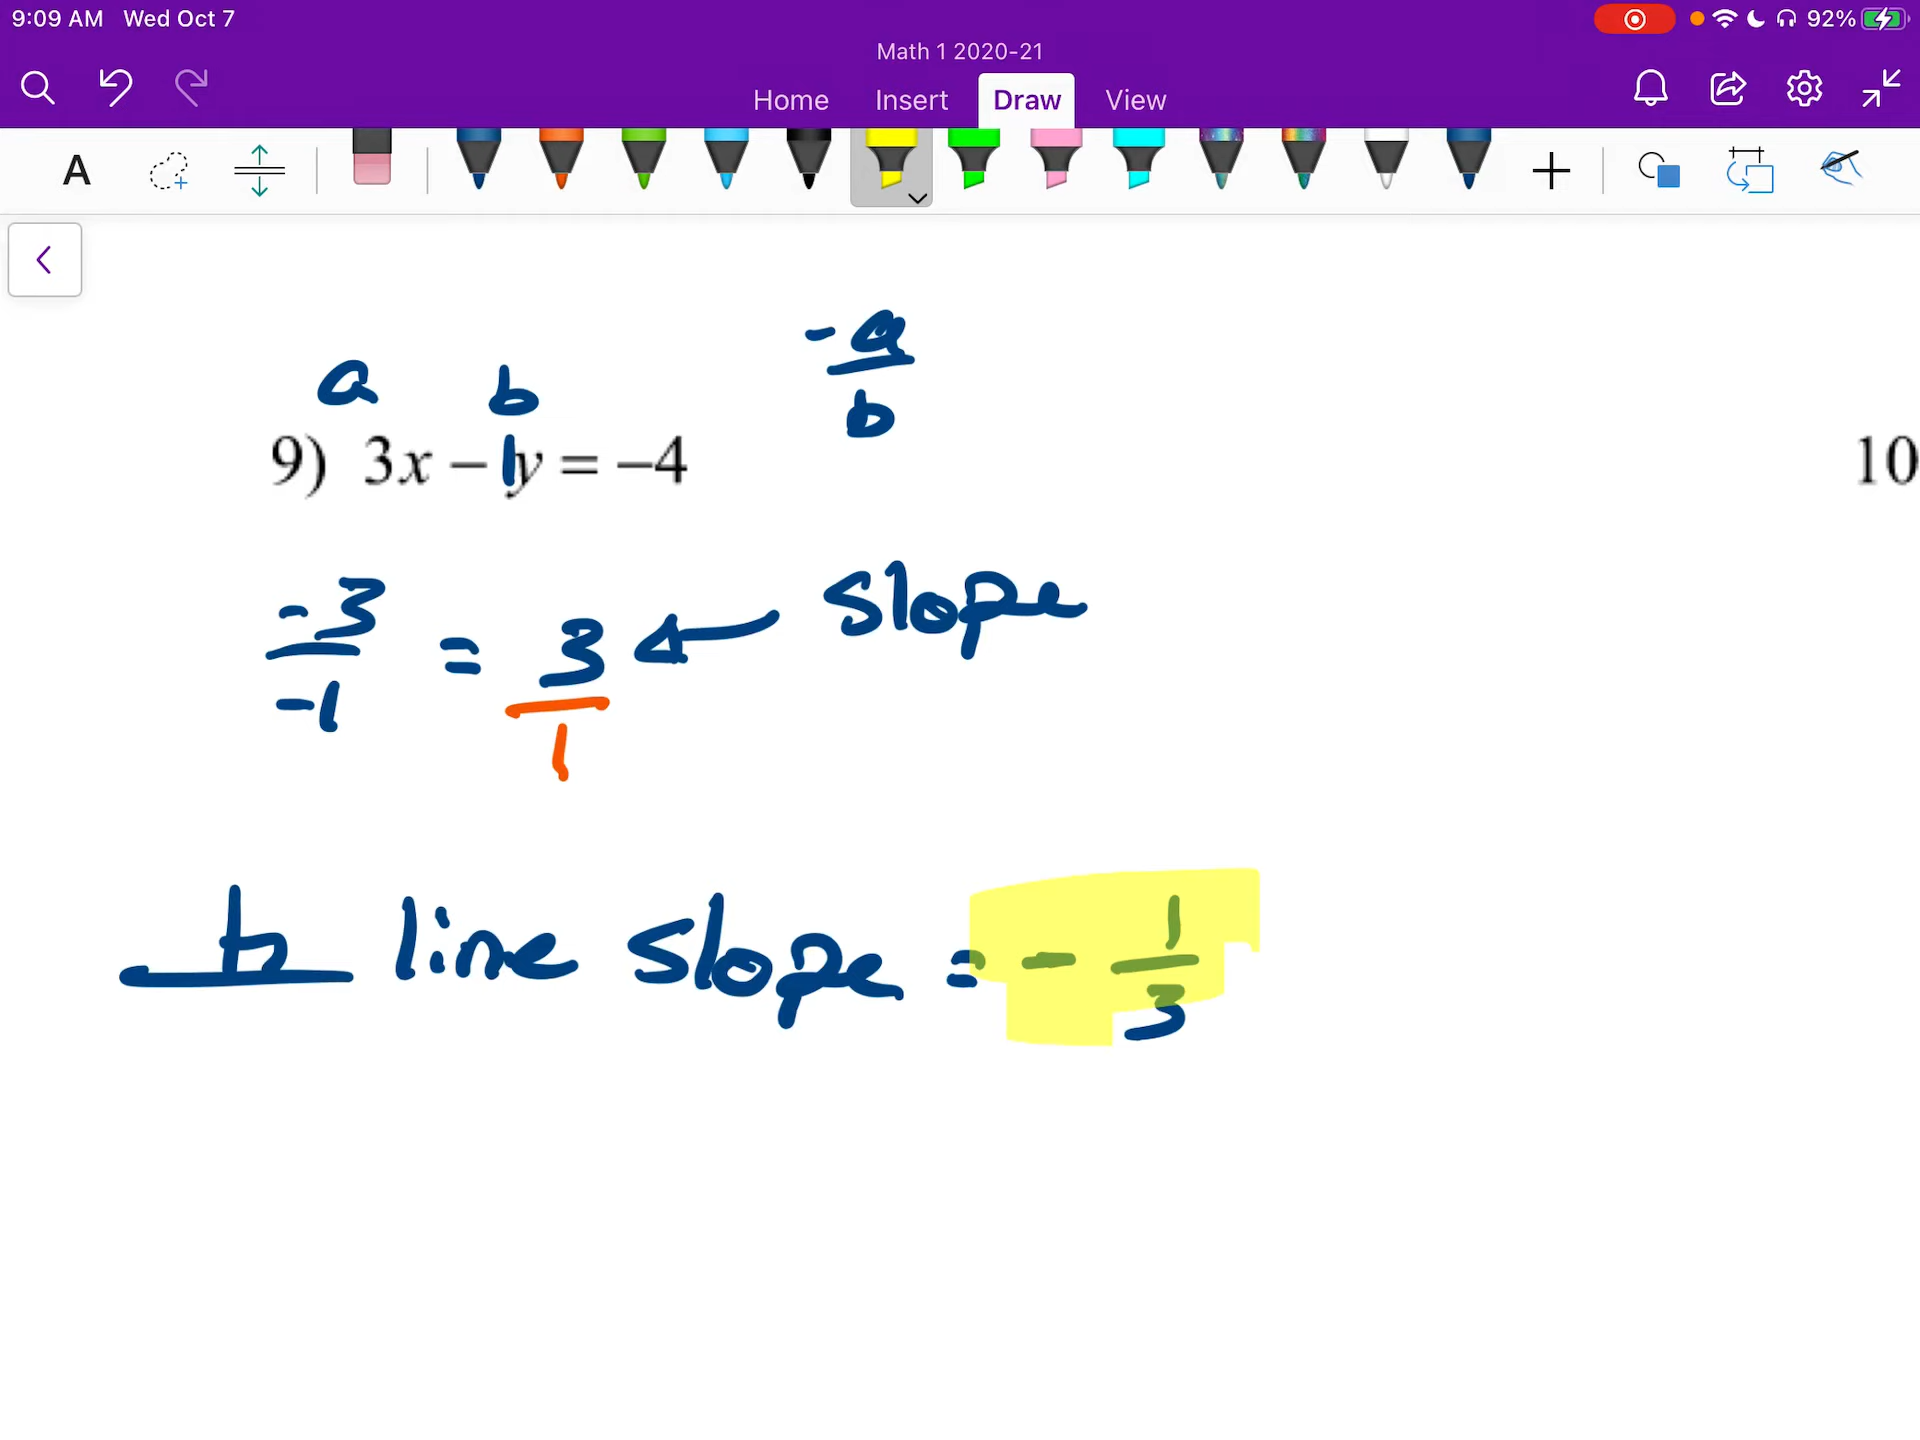 9:09 AM Wed Oct 7
92%
Math 1 2020-21
Home Insert Draw View
A
-a
a b
b
9) 3x – 1y = –4
10
-3 = 3 slope
-1 1
line slope = - 1
3